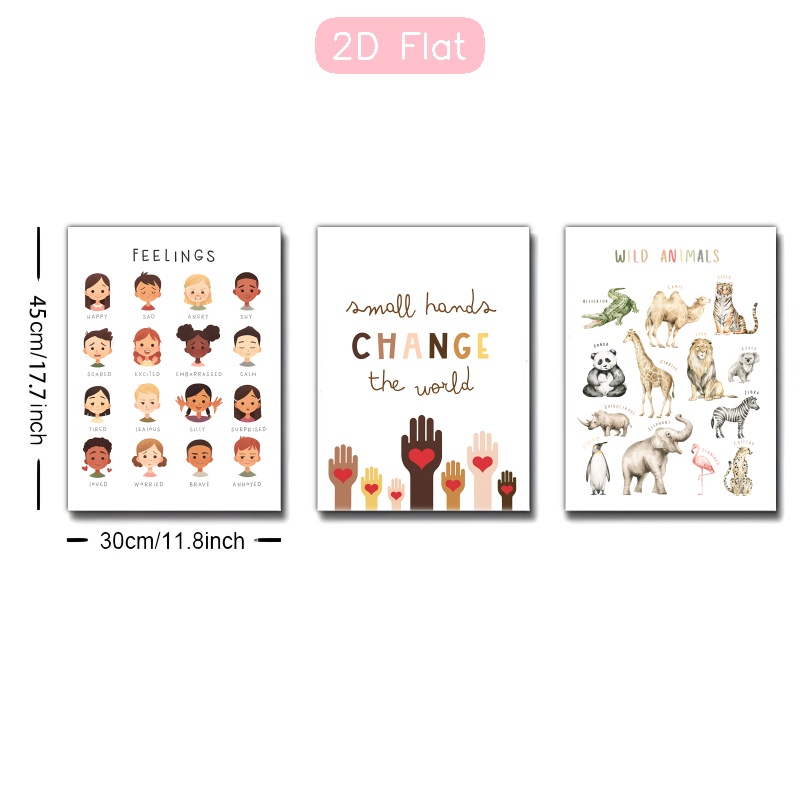 2D Flat
45cm/17.7inch
30cm/11.8inch
FEELINGS
HAPPY SAD ANGRY SHY
SCARED EXCITED EMBARRASSED CALM
TIRED JEALOUS SILLY SURPRISED
LOVED WORRIED BRAVE ANNOYED
small hands
CHANGE
the world
WILD ANIMALS
ALLIGATOR CAMEL TIGER
PANDA GIRAFFE LION KOALA
RHINOCEROS ELEPHANT ZEBRA
FLAMINGO CHEETAH